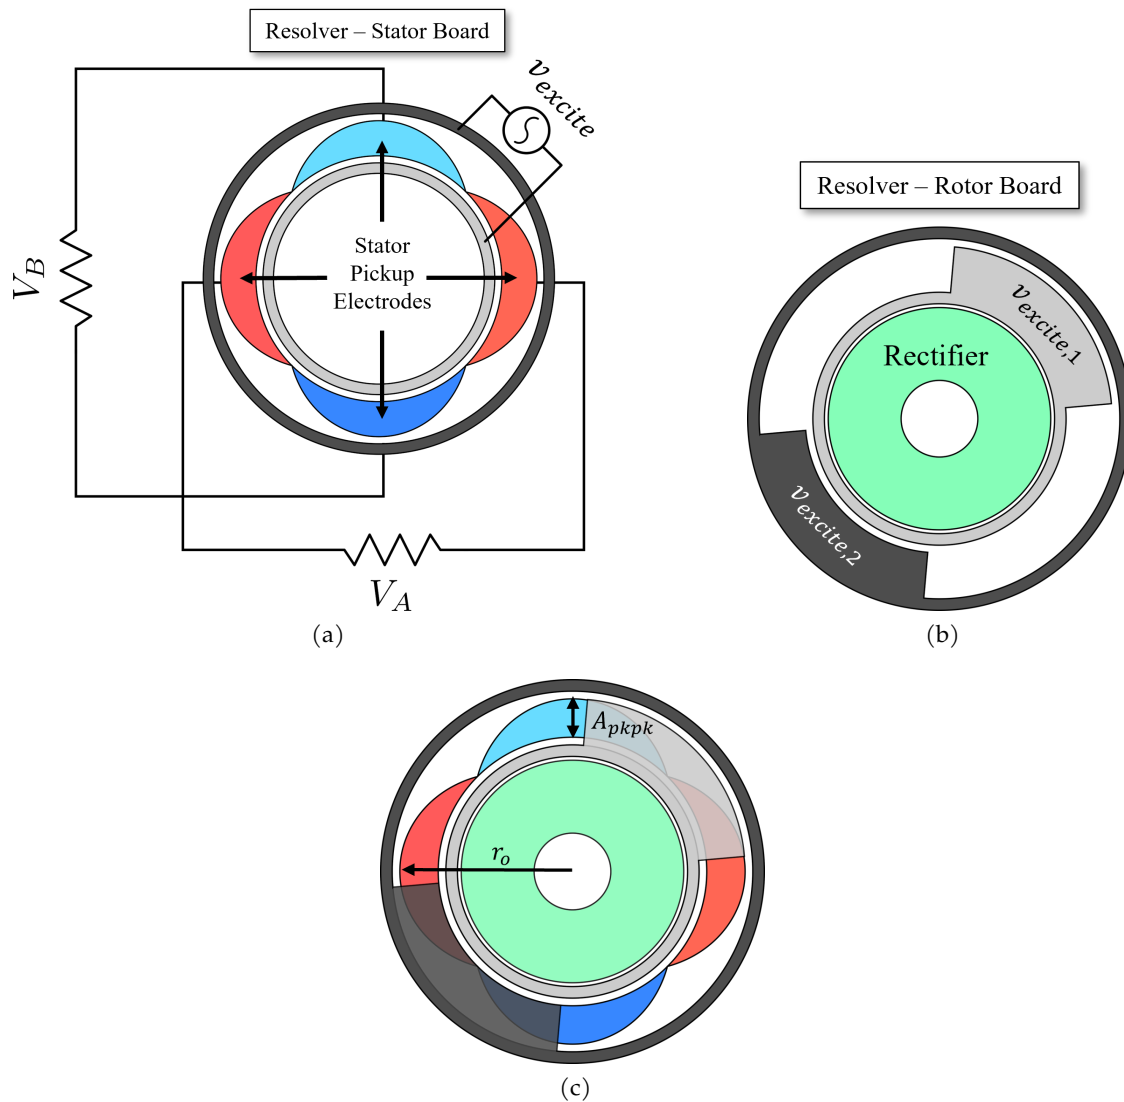 Resolver – Stator Board
v_excite
Stator
Pickup
Electrodes
V_B
V_A
(a)
Resolver – Rotor Board
v_excite,1
Rectifier
v_excite,2
(b)
A_pkpk
r_o
(c)